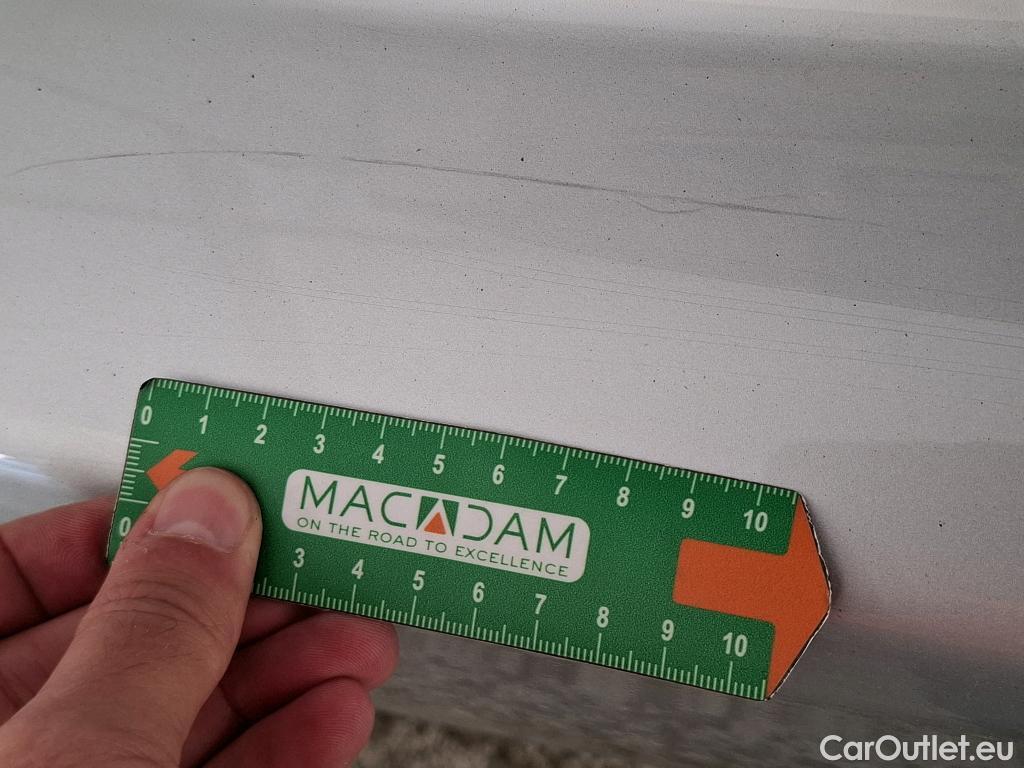 0 1 2 3 4 5 6 7 8 9 10
MACADAM
ON THE ROAD TO EXCELLENCE
0 3 4 5 6 7 8 9 10
CarOutlet.eu